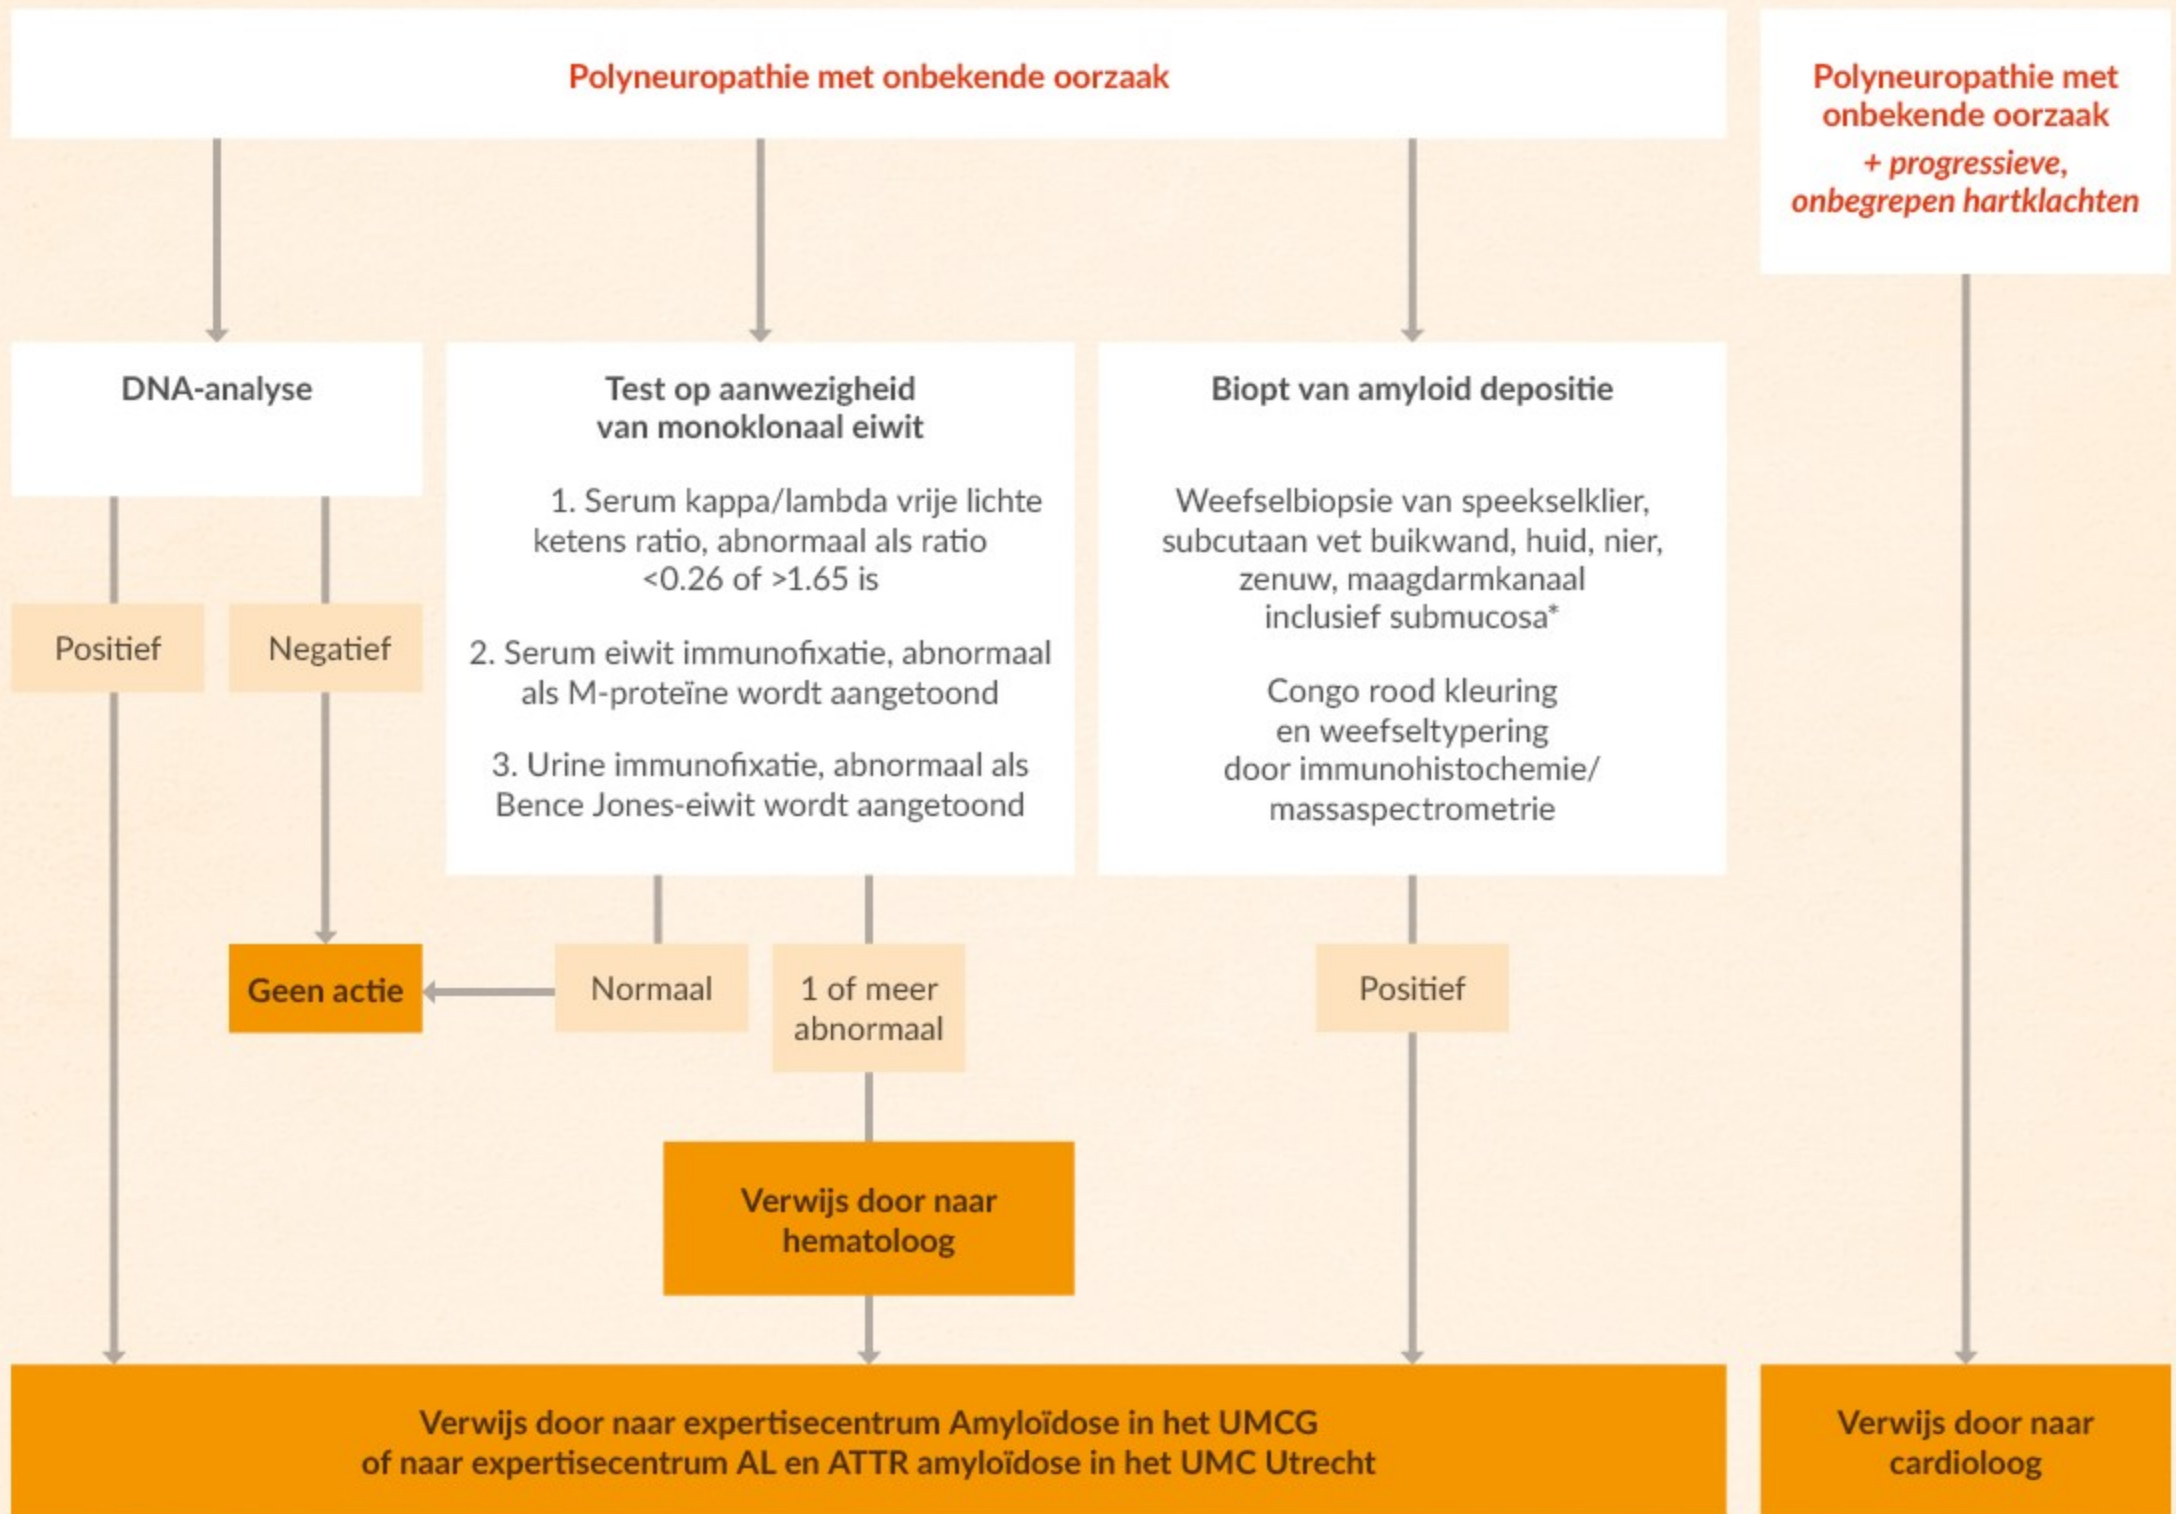 Polyneuropathie met onbekende oorzaak
Polyneuropathie met
onbekende oorzaak
+ progressieve,
onbegrepen hartklachten
DNA-analyse
Test op aanwezigheid
van monoklonaal eiwit
1. Serum kappa/lambda vrije lichte
ketens ratio, abnormaal als ratio
<0.26 of >1.65 is
2. Serum eiwit immunofixatie, abnormaal
als M-proteïne wordt aangetoond
3. Urine immunofixatie, abnormaal als
Bence Jones-eiwit wordt aangetoond
Biopt van amyloid depositie
Weefselbiopsie van speekselklier,
subcutaan vet buikwand, huid, nier,
zenuw, maagdarmkanaal
inclusief submucosa*
Congo rood kleuring
en weefseltypering
door immunohistochemie/
massaspectrometrie
Positief
Negatief
Geen actie
Normaal
1 of meer
abnormaal
Positief
Verwijs door naar
hematoloog
Verwijs door naar expertisecentrum Amyloïdose in het UMCG
of naar expertisecentrum AL en ATTR amyloïdose in het UMC Utrecht
Verwijs door naar
cardioloog